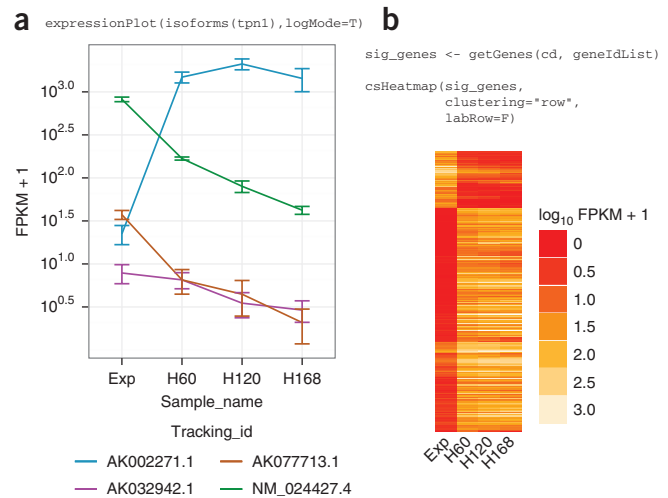 a
expressionPlot(isoforms(tpn1),logMode=T)
FPKM + 1
10^3.0
10^2.5
10^2.0
10^1.5
10^1.0
10^0.5
Exp H60 H120 H168
Sample_name
Tracking_id
AK002271.1 AK077713.1
AK032942.1 NM_024427.4
b
sig_genes <- getGenes(cd, geneIdList)
csHeatmap(sig_genes,
clustering="row",
labRow=F)
log10 FPKM + 1
0
0.5
1.0
1.5
2.0
2.5
3.0
Exp H60 H120 H168